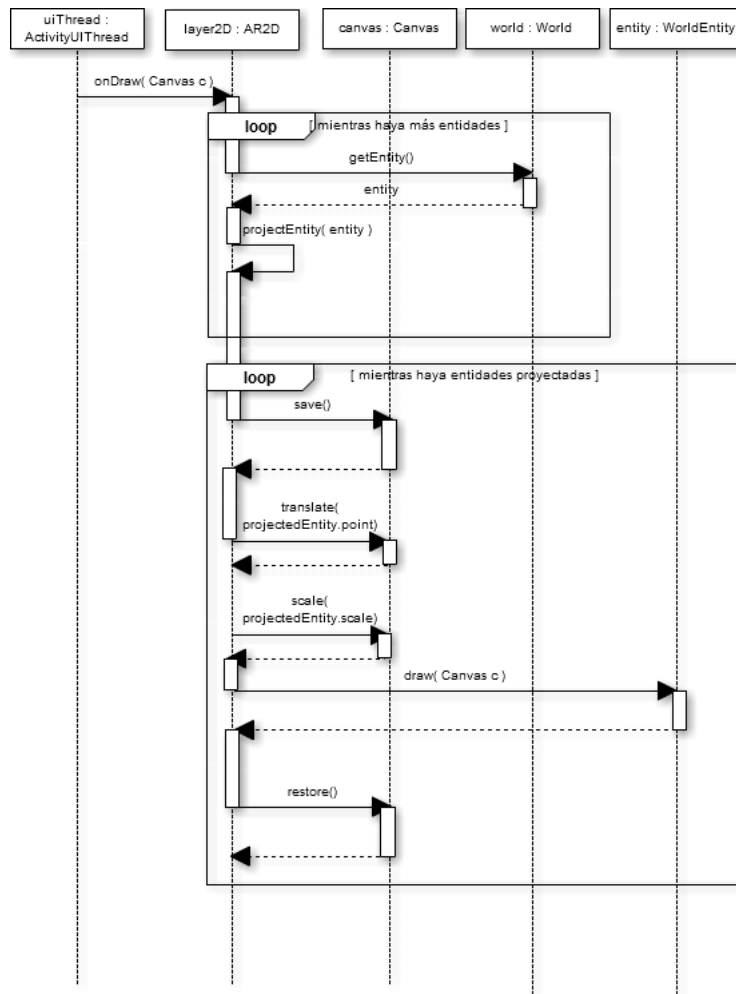 uiThread :
ActivityUIThread
layer2D : AR2D
canvas : Canvas
world : World
entity : WorldEntity
onDraw( Canvas c )
loop
[ mientras haya más entidades ]
getEntity()
entity
projectEntity( entity )
loop
[ mientras haya entidades proyectadas ]
save()
translate(
projectedEntity.point)
scale(
projectedEntity.scale)
draw( Canvas c )
restore()